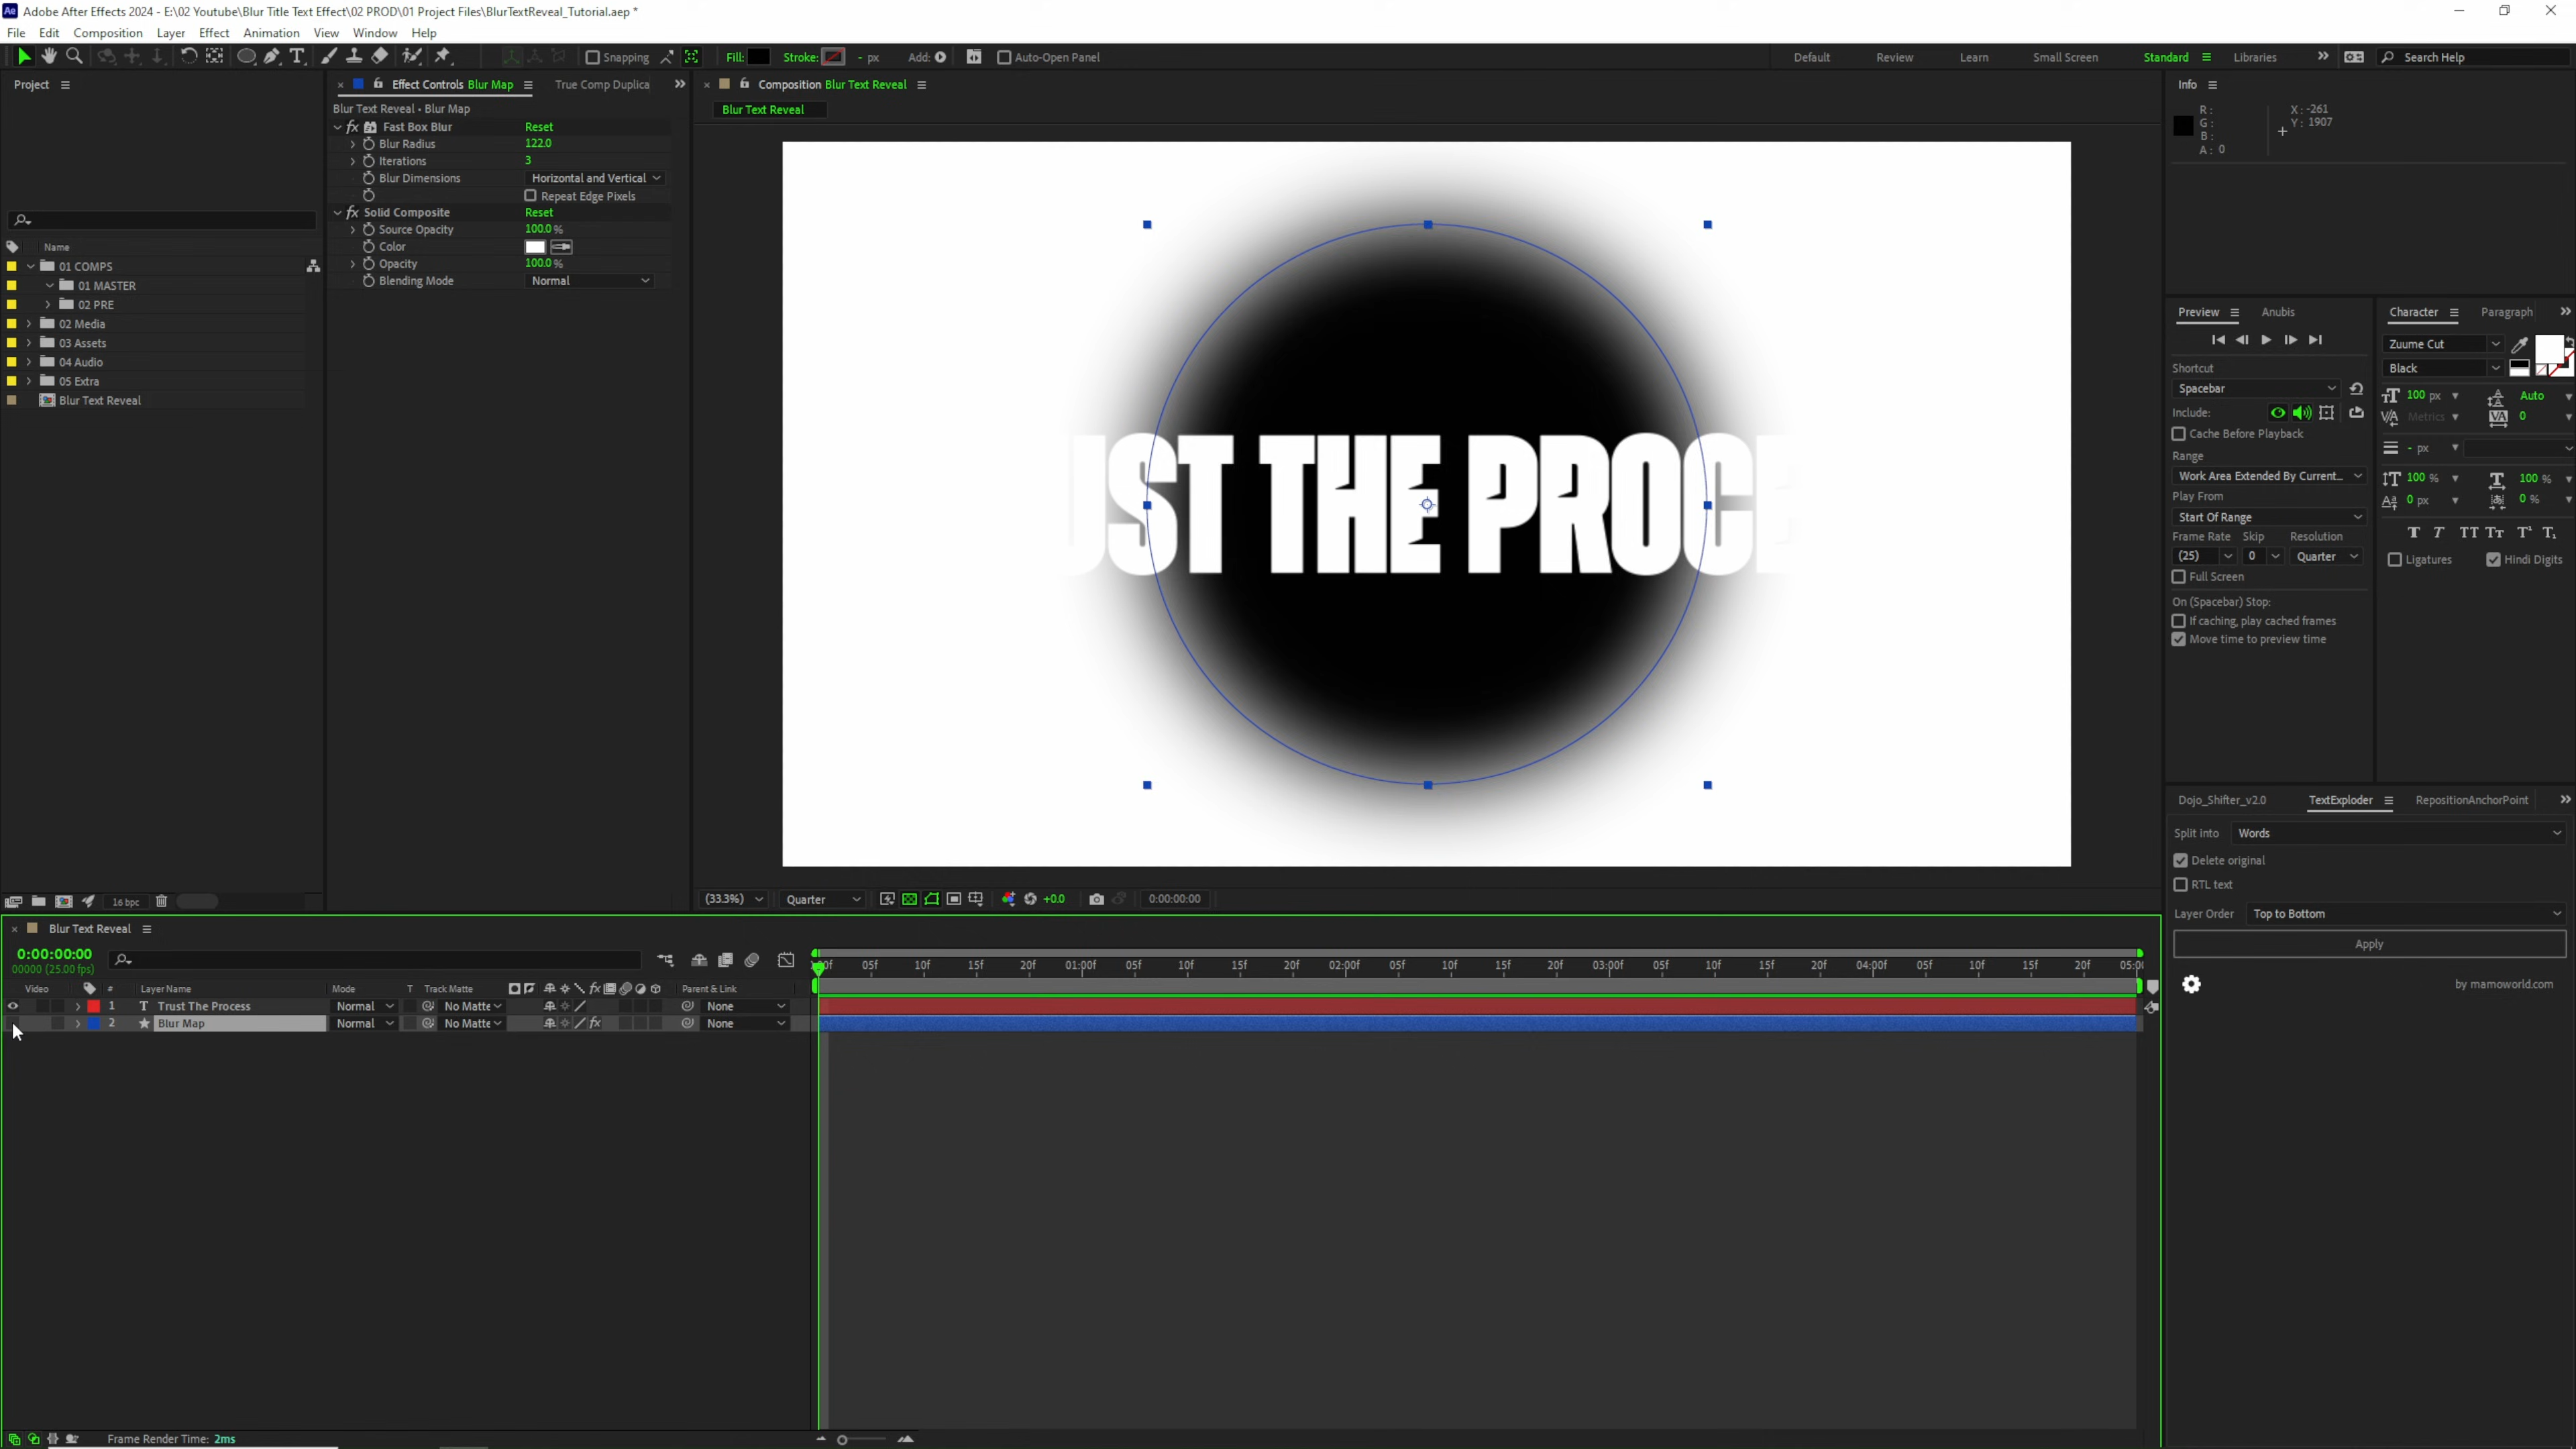 Adobe After Effects 2024 - E:\02 Youtube\Blur Title Text Effect\02 PROD\01 Project Files\BlurTextReveal_Tutorial.aep *
File Edit Composition Layer Effect Animation View Window Help
Snapping Fill: Stroke: - px Add: Auto-Open Panel Default Review Learn Small Screen Standard Libraries Search Help
Project
Name
01 COMPS
01 MASTER
02 PRE
02 Media
03 Assets
04 Audio
05 Extra
Blur Text Reveal
16 bpc
Effect Controls Blur Map True Comp Duplica
Blur Text Reveal • Blur Map
fx Fast Box Blur Reset
Blur Radius 122.0
Iterations 3
Blur Dimensions Horizontal and Vertical
Repeat Edge Pixels
fx Solid Composite Reset
Source Opacity 100.0 %
Color
Opacity 100.0 %
Blending Mode Normal
Composition Blur Text Reveal
Blur Text Reveal
UST THE PROCE
(33.3%) Quarter +0.0 0:00:00:00
Info
R: X: -261
G: Y: 1907
B:
A: 0
Preview Anubis
Shortcut
Spacebar
Include:
Cache Before Playback
Range
Work Area Extended By Current...
Play From
Start Of Range
Frame Rate Skip Resolution
(25) 0 Quarter
Full Screen
On (Spacebar) Stop:
If caching, play cached frames
Move time to preview time
Character Paragraph
Zuume Cut
Black
100 px Auto
Metrics 0
- px
100 % 100 %
0 px 0 %
T T TT Tr T¹ T₁
Ligatures Hindi Digits
Dojo_Shifter_v2.0 TextExploder RepositionAnchorPoint
Split into Words
Delete original
RTL text
Layer Order Top to Bottom
Apply
by mamoworld.com
Blur Text Reveal
0:00:00:00
00000 (25.00 fps)
05f 10f 15f 20f 01:00f 05f 10f 15f 20f 02:00f 05f 10f 15f 20f 03:00f 05f 10f 15f 20f 04:00f 05f 10f 15f 20f
Video # Layer Name Mode T Track Matte fx Parent & Link
1 T Trust The Process Normal No Matte None
2 Blur Map Normal No Matte fx None
Frame Render Time: 2ms